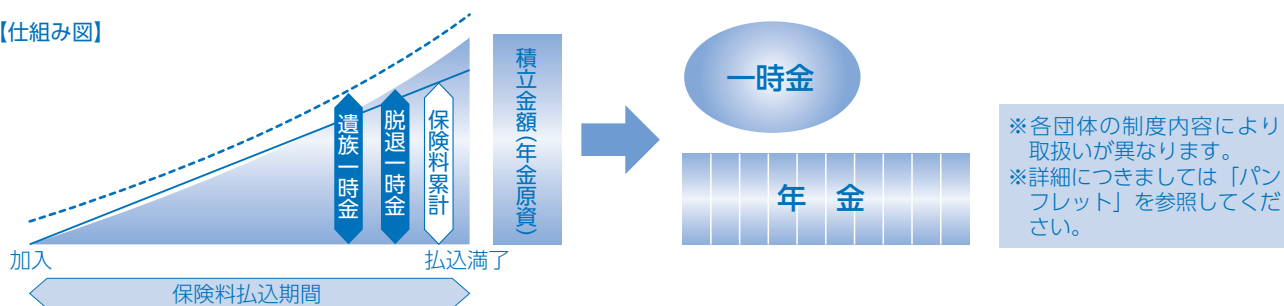 【仕組み図】
遺族一時金
脱退一時金
保険料累計
積立金額(年金原資)
加入
払込満了
保険料払込期間
一時金
年 金
※各団体の制度内容により
取扱いが異なります。
※詳細につきましては「パン
フレット」を参照してくだ
さい。